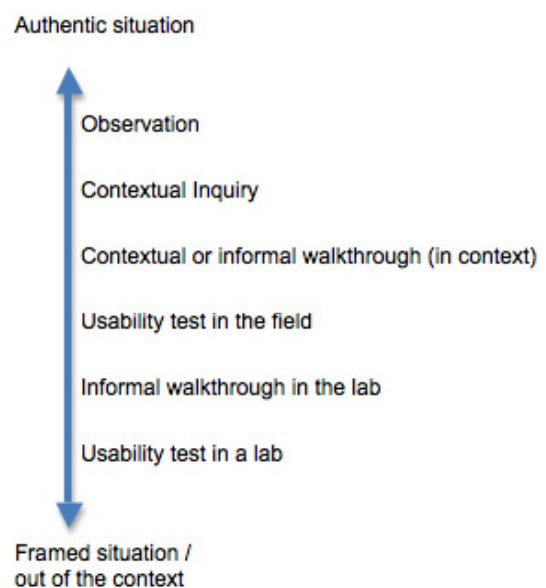 Authentic situation
Observation
Contextual Inquiry
Contextual or informal walkthrough (in context)
Usability test in the field
Informal walkthrough in the lab
Usability test in a lab
Framed situation /
out of the context